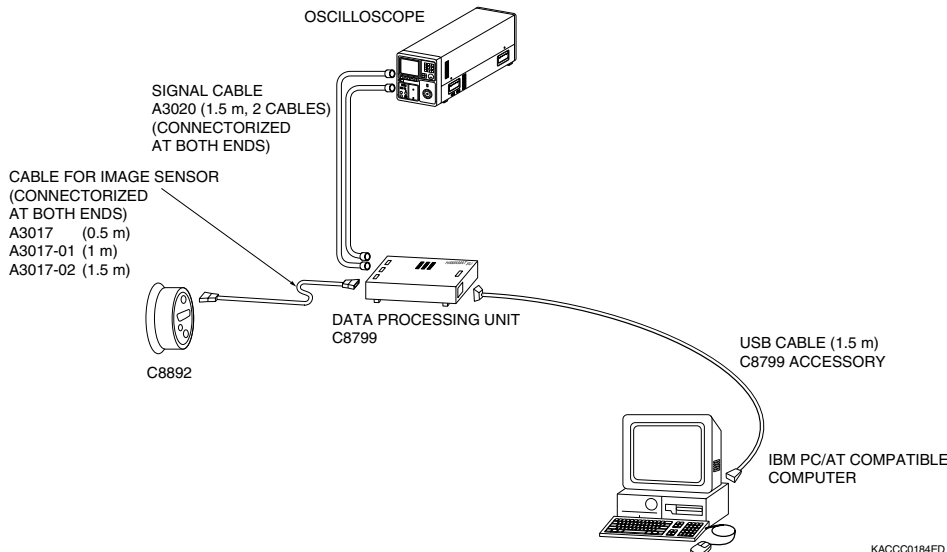 OSCILLOSCOPE
SIGNAL CABLE
A3020 (1.5 m, 2 CABLES)
(CONNECTORIZED
AT BOTH ENDS)
CABLE FOR IMAGE SENSOR
(CONNECTORIZED
AT BOTH ENDS)
A3017 (0.5 m)
A3017-01 (1 m)
A3017-02 (1.5 m)
DATA PROCESSING UNIT
C8799
C8892
USB CABLE (1.5 m)
C8799 ACCESSORY
IBM PC/AT COMPATIBLE
COMPUTER
KACCC0184ED